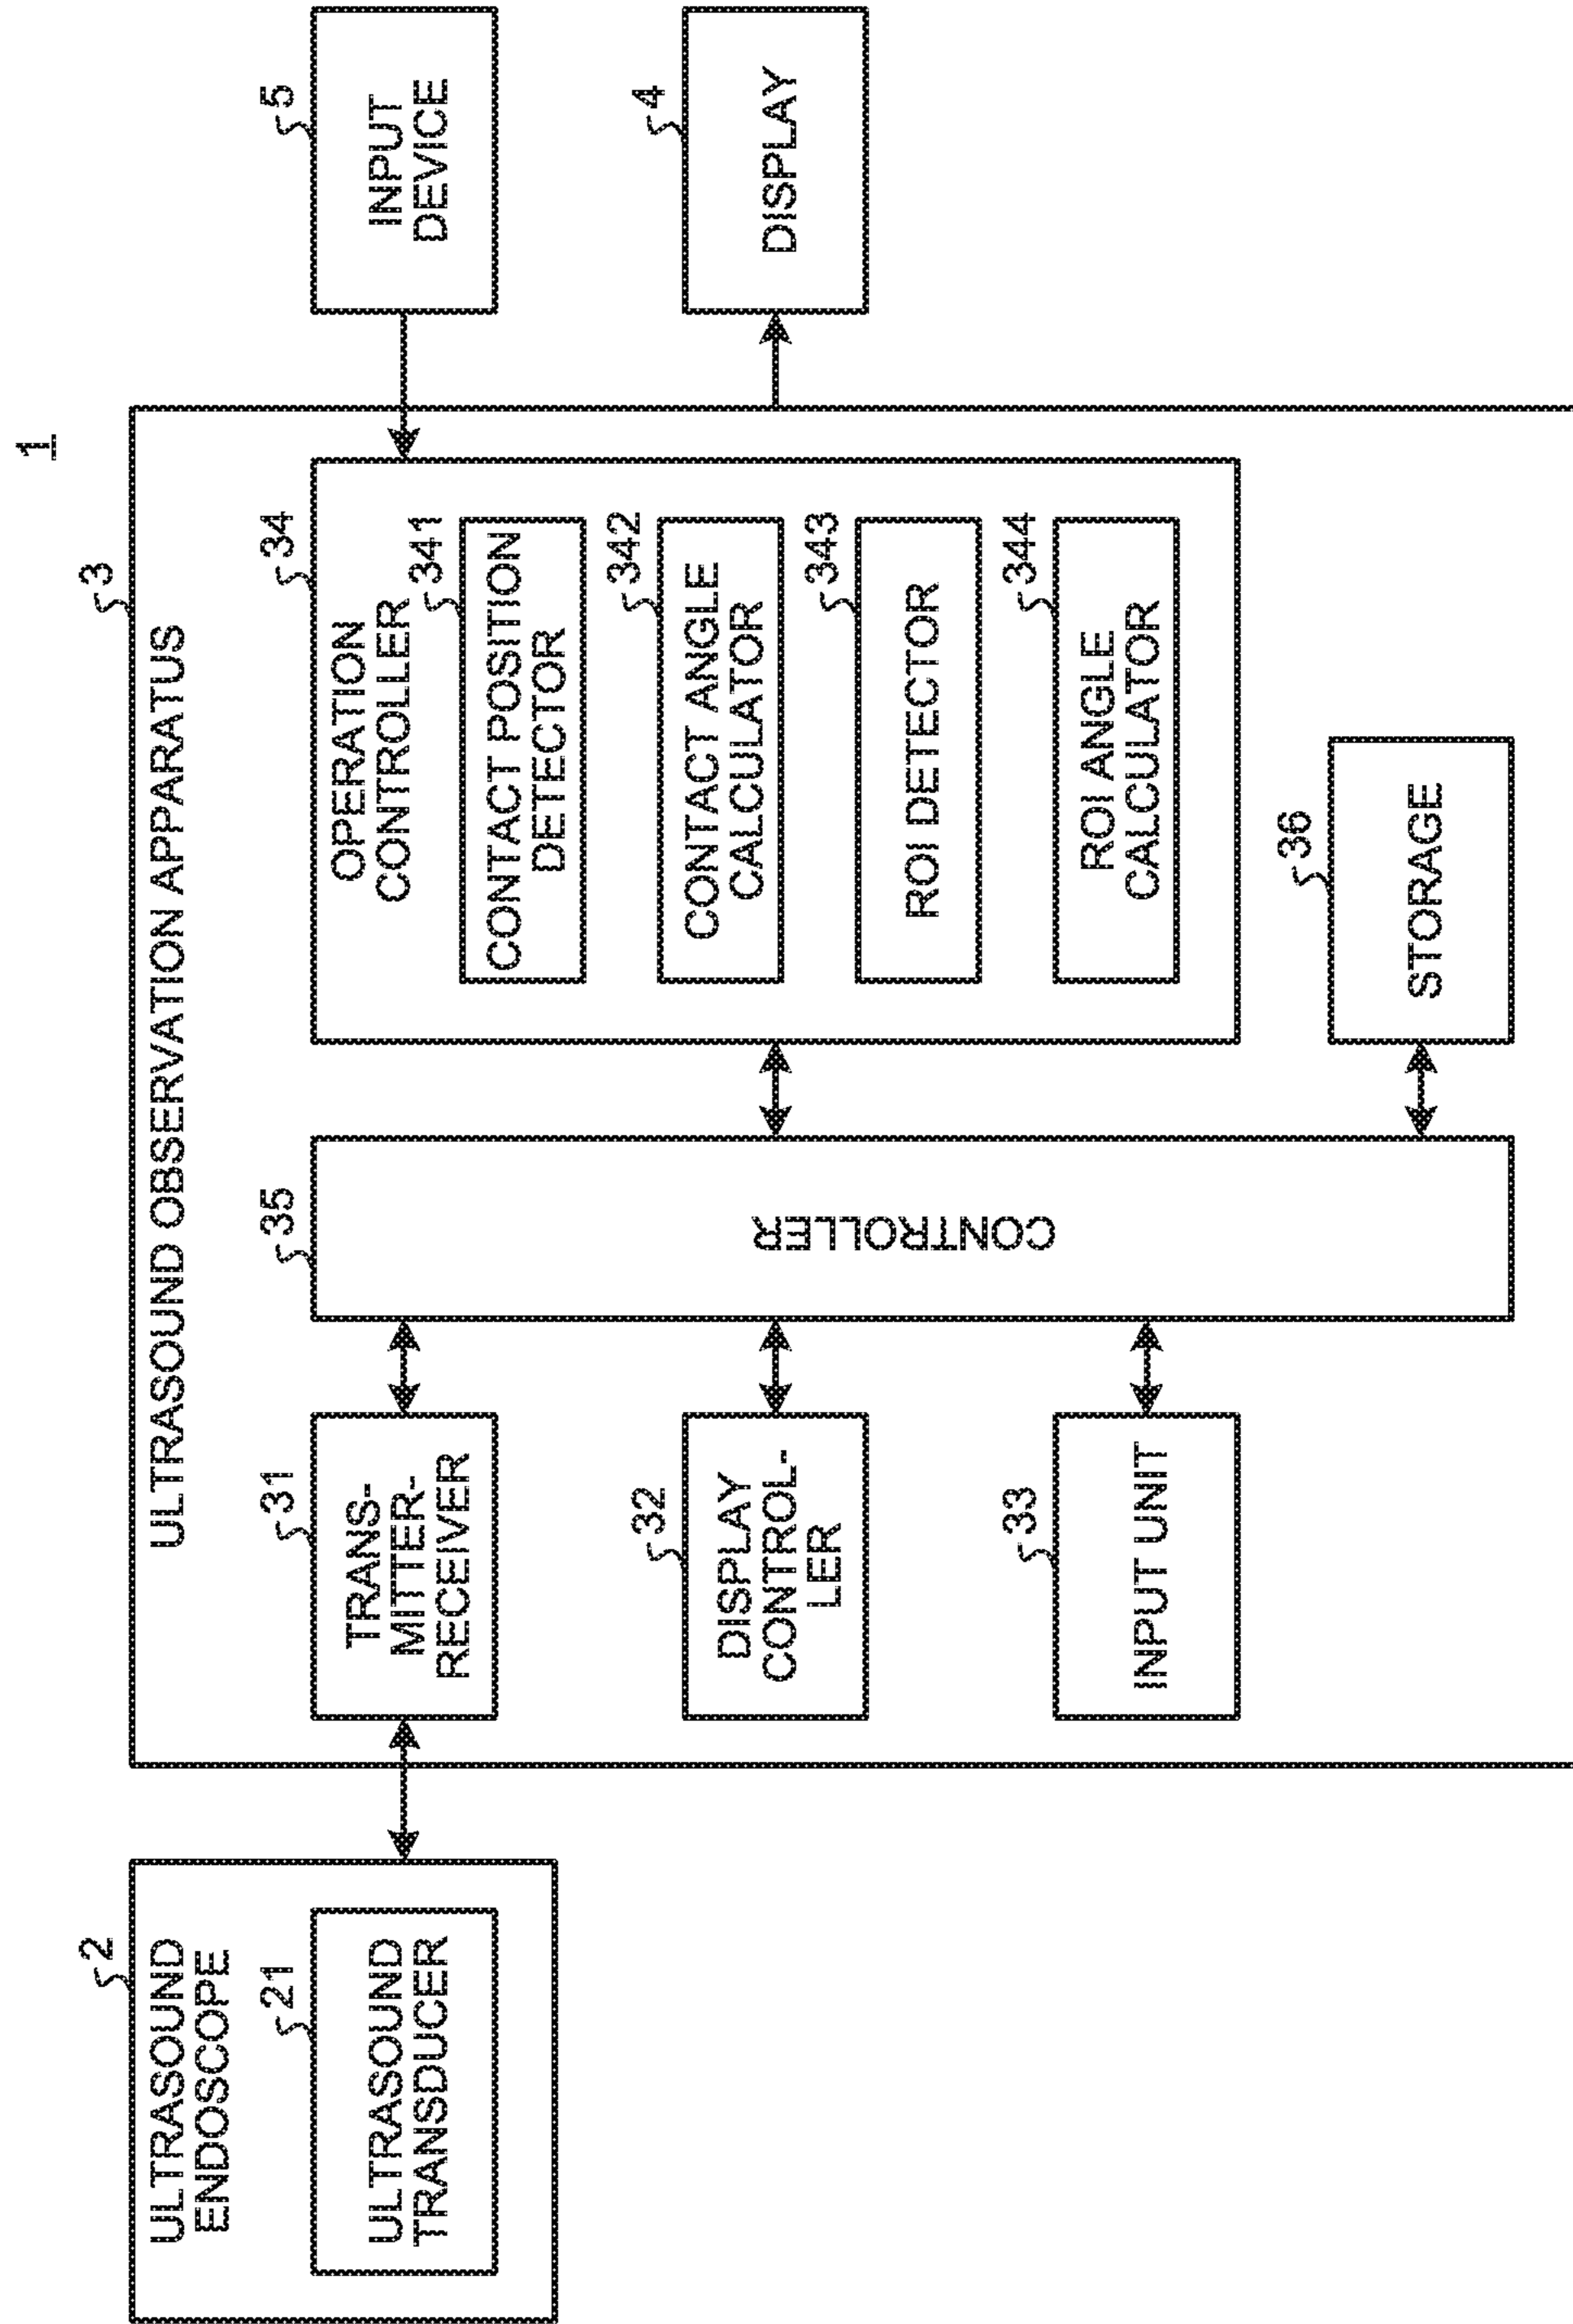 1
2
ULTRASOUND
ENDOSCOPE
21
ULTRASOUND
TRANSDUCER
3
ULTRASOUND OBSERVATION APPARATUS
31
TRANS-
MITTER-
RECEIVER
32
DISPLAY
CONTROL-
LER
33
INPUT UNIT
35
CONTROLLER
34
OPERATION
CONTROLLER
341
CONTACT POSITION
DETECTOR
342
CONTACT ANGLE
CALCULATOR
343
ROI DETECTOR
344
ROI ANGLE
CALCULATOR
36
STORAGE
5
INPUT
DEVICE
4
DISPLAY